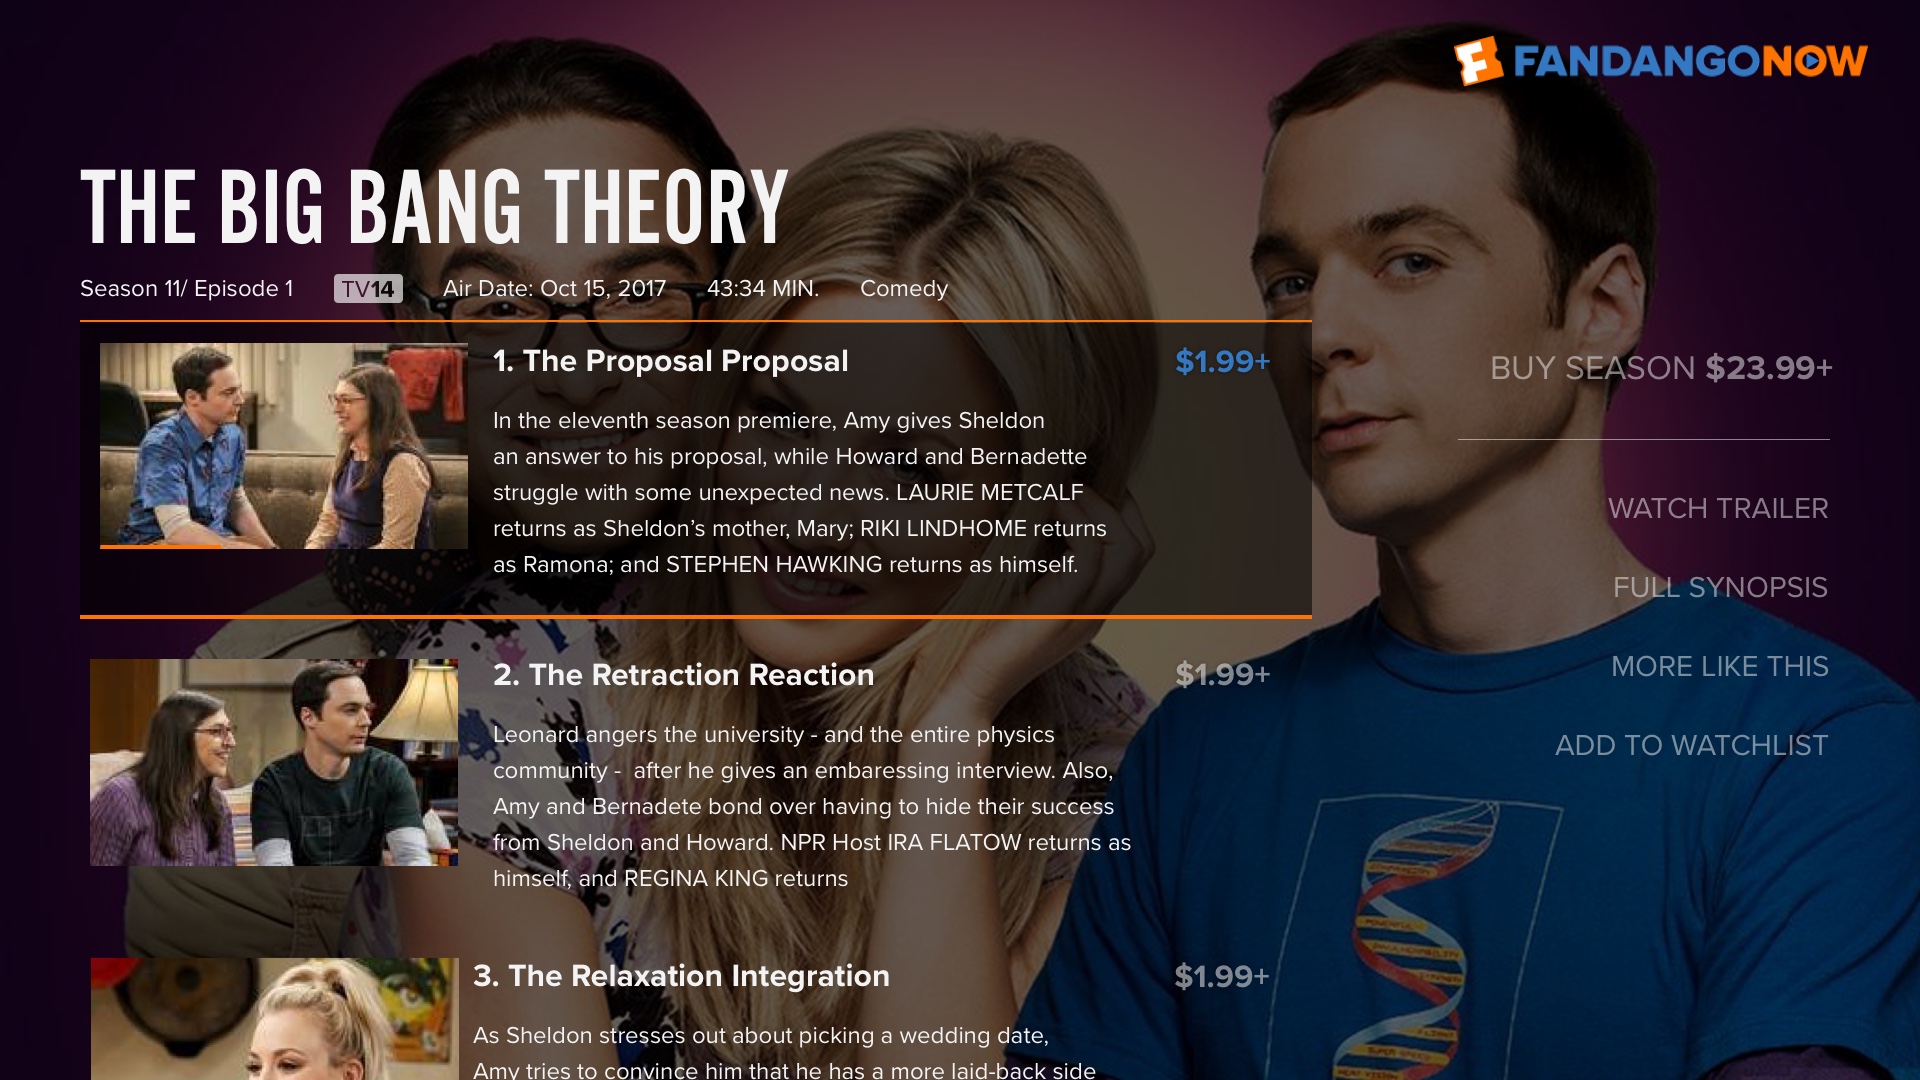 FANDANGONOW
THE BIG BANG THEORY
Season 11/ Episode 1 TV14 Air Date: Oct 15, 2017 43:34 MIN. Comedy
1. The Proposal Proposal $1.99+
In the eleventh season premiere, Amy gives Sheldon
an answer to his proposal, while Howard and Bernadette
struggle with some unexpected news. LAURIE METCALF
returns as Sheldon’s mother, Mary; RIKI LINDHOME returns
as Ramona; and STEPHEN HAWKING returns as himself.
2. The Retraction Reaction $1.99+
Leonard angers the university - and the entire physics
community -  after he gives an embaressing interview. Also,
Amy and Bernadete bond over having to hide their success
from Sheldon and Howard. NPR Host IRA FLATOW returns as
himself, and REGINA KING returns
3. The Relaxation Integration $1.99+
As Sheldon stresses out about picking a wedding date,
Amy tries to convince him that he has a more laid-back side
BUY SEASON $23.99+
WATCH TRAILER
FULL SYNOPSIS
MORE LIKE THIS
ADD TO WATCHLIST
SUPER SPEED
HEAT VISION